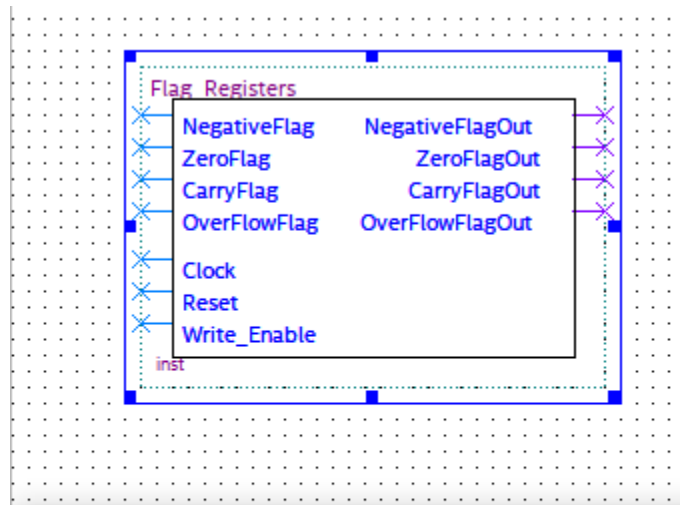 Flag_Registers
NegativeFlag NegativeFlagOut
ZeroFlag ZeroFlagOut
CarryFlag CarryFlagOut
OverFlowFlag OverFlowFlagOut
Clock
Reset
Write_Enable
inst